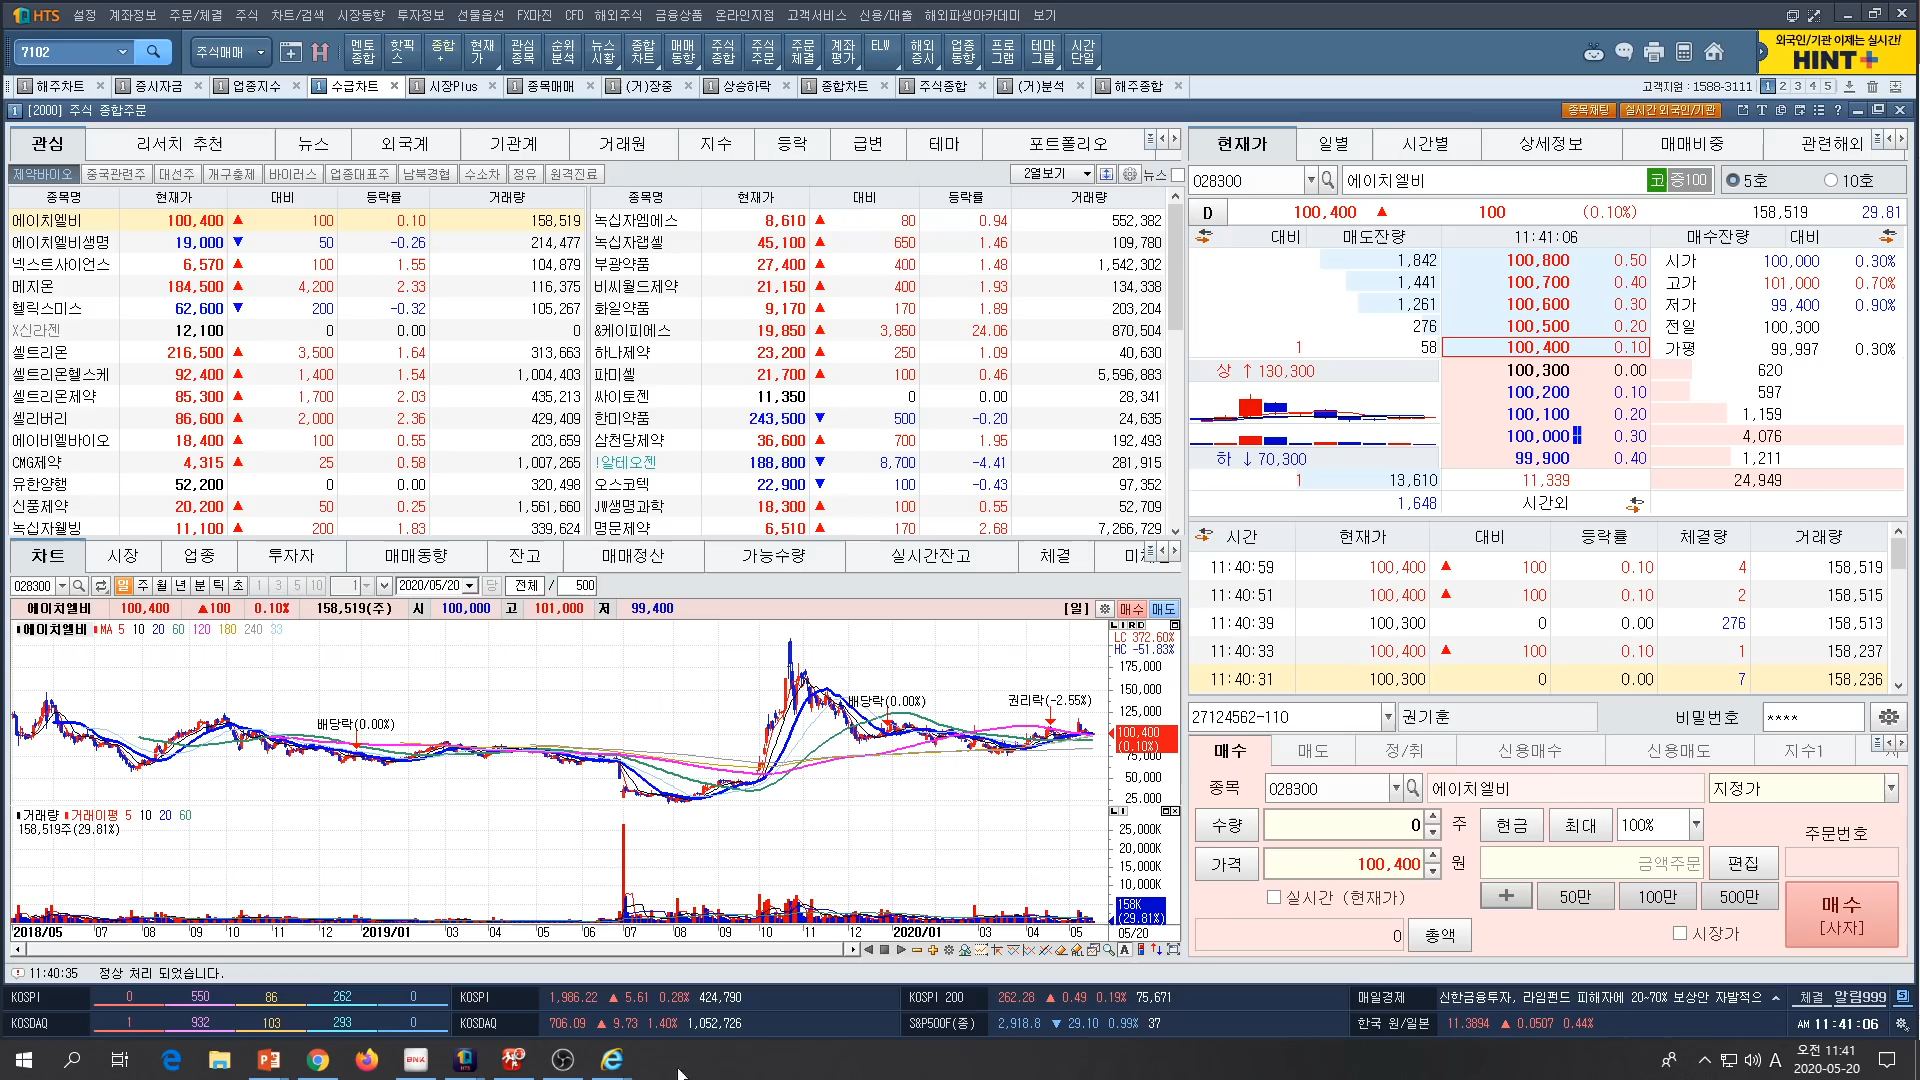 HTS 설정 계좌정보 주문/체결 주식 차트/검색 시장동향 투자정보 선물옵션 FX마진 CFD 해외주식 금융상품 온라인지점 고객서비스 신용/대출 해외파생아카데미 보기
7102 주식매매 멘토종합 핫픽스 종합+ 현재가 관심종목 순위분석 뉴스시황 종합차트 매매동향 주식종합 주식주문 주문체결 계좌평가 ELW 해외증시 업종동향 프로그램 테마그룹 시간단일 외국인/기관 이제는 실시간! HINT+
1 해주차트 1 증시자금 1 업종지수 1 수급차트 1 시장Plus 1 종목매매 1 (거)장중 1 상승하락 1 종합차트 1 주식종합 1 (거)분석 1 해주종합 고객지원 : 1588-3111 1 2 3 4 5
1 [2000] 주식 종합주문 종목채팅 실시간 외국인/기관
관심 리서치 추천 뉴스 외국계 기관계 거래원 지수 등락 급변 테마 포트폴리오
제약바이오 중국관련주 대선주 개구충제 바이러스 업종대표주 남북경협 수소차 정유 원격진료 2열보기 뉴스
종목명 현재가 대비 등락률 거래량 종목명 현재가 대비 등락률 거래량
에이치엘비 100,400 ▲ 100 0.10 158,519 녹십자엠에스 8,610 ▲ 80 0.94 552,382
에이치엘비생명 19,000 ▼ 50 -0.26 214,477 녹십자랩셀 45,100 ▲ 650 1.46 109,780
넥스트사이언스 6,570 ▲ 100 1.55 104,879 부광약품 27,400 ▲ 400 1.48 1,542,302
메지온 184,500 ▲ 4,200 2.33 116,375 비씨월드제약 21,150 ▲ 400 1.93 134,338
헬릭스미스 62,600 ▼ 200 -0.32 105,267 화일약품 9,170 ▲ 170 1.89 203,204
X신라젠 12,100 0 0.00 0 &케이피에스 19,850 ▲ 3,850 24.06 870,504
셀트리온 216,500 ▲ 3,500 1.64 313,663 하나제약 23,200 ▲ 250 1.09 40,630
셀트리온헬스케 92,400 ▲ 1,400 1.54 1,004,403 파미셀 21,700 ▲ 100 0.46 5,596,883
셀트리온제약 85,300 ▲ 1,700 2.03 435,213 싸이토젠 11,350 0 0.00 28,341
셀리버리 86,600 ▲ 2,000 2.36 429,409 한미약품 243,500 ▼ 500 -0.20 24,635
에이비엘바이오 18,400 ▲ 100 0.55 203,659 삼천당제약 36,600 ▲ 700 1.95 192,493
CMG제약 4,315 ▲ 25 0.58 1,007,265 !알테오젠 188,800 ▼ 8,700 -4.41 281,915
유한양행 52,200 0 0.00 320,498 오스코텍 22,900 ▼ 100 -0.43 97,352
신풍제약 20,200 ▲ 50 0.25 1,561,660 JW생명과학 18,300 ▲ 100 0.55 52,709
녹십자웰빙 11,100 ▲ 200 1.83 339,624 명문제약 6,510 ▲ 170 2.68 7,266,729
차트 시장 업종 투자자 매매동향 잔고 매매정산 가능수량 실시간잔고 체결
028300 일 주 월 년 분 틱 초 1 3 5 10 1 2020/05/20 당 전체 / 500
에이치엘비 100,400 ▲100 0.10% 158,519(주) 시 100,000 고 101,000 저 99,400 [일] 매수 매도
에이치엘비 MA 5 10 20 60 120 180 240 33
L I R D
LC 372.60%
HC -51.83%
175,000
150,000
배당락(0.00%) 배당락(0.00%) 권리락(-2.55%)
125,000
100,400
(0.10%)
75,000
50,000
25,000
거래량 거래이평 5 10 20 60
158,519주(29.81%)
25,000K
20,000K
15,000K
10,000K
158K
(29.81%)
2018/05 07 08 09 10 12 2019/01 03 04 05 06 07 08 09 10 11 12 2020/01 03 04 05 05/20
현재가 일별 시간별 상세정보 매매비중 관련해외
028300 에이치엘비 코 중100 5호 10호
D 100,400 ▲ 100 (0.10%) 158,519 29.81
대비 매도잔량 11:41:06 매수잔량 대비
1,842 100,800 0.50 시가 100,000 0.30%
1,441 100,700 0.40 고가 101,000 0.70%
1,261 100,600 0.30 저가 99,400 0.90%
276 100,500 0.20 전일 100,300
1 58 100,400 0.10 가평 99,997 0.30%
상 ↑ 130,300 100,300 0.00 620
100,200 0.10 597
100,100 0.20 1,159
100,000 0.30 4,076
하 ↓ 70,300 99,900 0.40 1,211
1 13,610 11,339 24,949
1,648 시간외
시간 현재가 대비 등락률 체결량 거래량
11:40:59 100,400 ▲ 100 0.10 4 158,519
11:40:51 100,400 ▲ 100 0.10 2 158,515
11:40:39 100,300 0 0.00 276 158,513
11:40:33 100,400 ▲ 100 0.10 1 158,237
11:40:31 100,300 0 0.00 7 158,236
27124562-110 권기훈 비밀번호 ****
매수 매도 정/취 신용매수 신용매도 지수1
종목 028300 에이치엘비 지정가
수량 0 주 현금 최대 100% 주문번호
가격 100,400 원 금액주문 편집
실시간 (현재가) + 50만 100만 500만 매수
[사자]
0 총액 시장가
11:40:35 정상 처리 되었습니다.
KOSPI 0 550 86 262 0 KOSPI 1,986.22 ▲ 5.61 0.28% 424,790 KOSPI 200 262.28 ▲ 0.49 0.19% 75,671 매일경제 신한금융투자, 라임펀드 피해자에 20~70% 보상안 자발적으 체결 알림999
KOSDAQ 1 932 103 293 0 KOSDAQ 706.09 ▲ 9.73 1.40% 1,052,726 S&P500F(종) 2,918.8 ▼ 29.10 0.99% 37 한국 원/일본 11.3894 ▲ 0.0507 0.44% AM 11:41:06
BNK HTS A 오전 11:41
2020-05-20